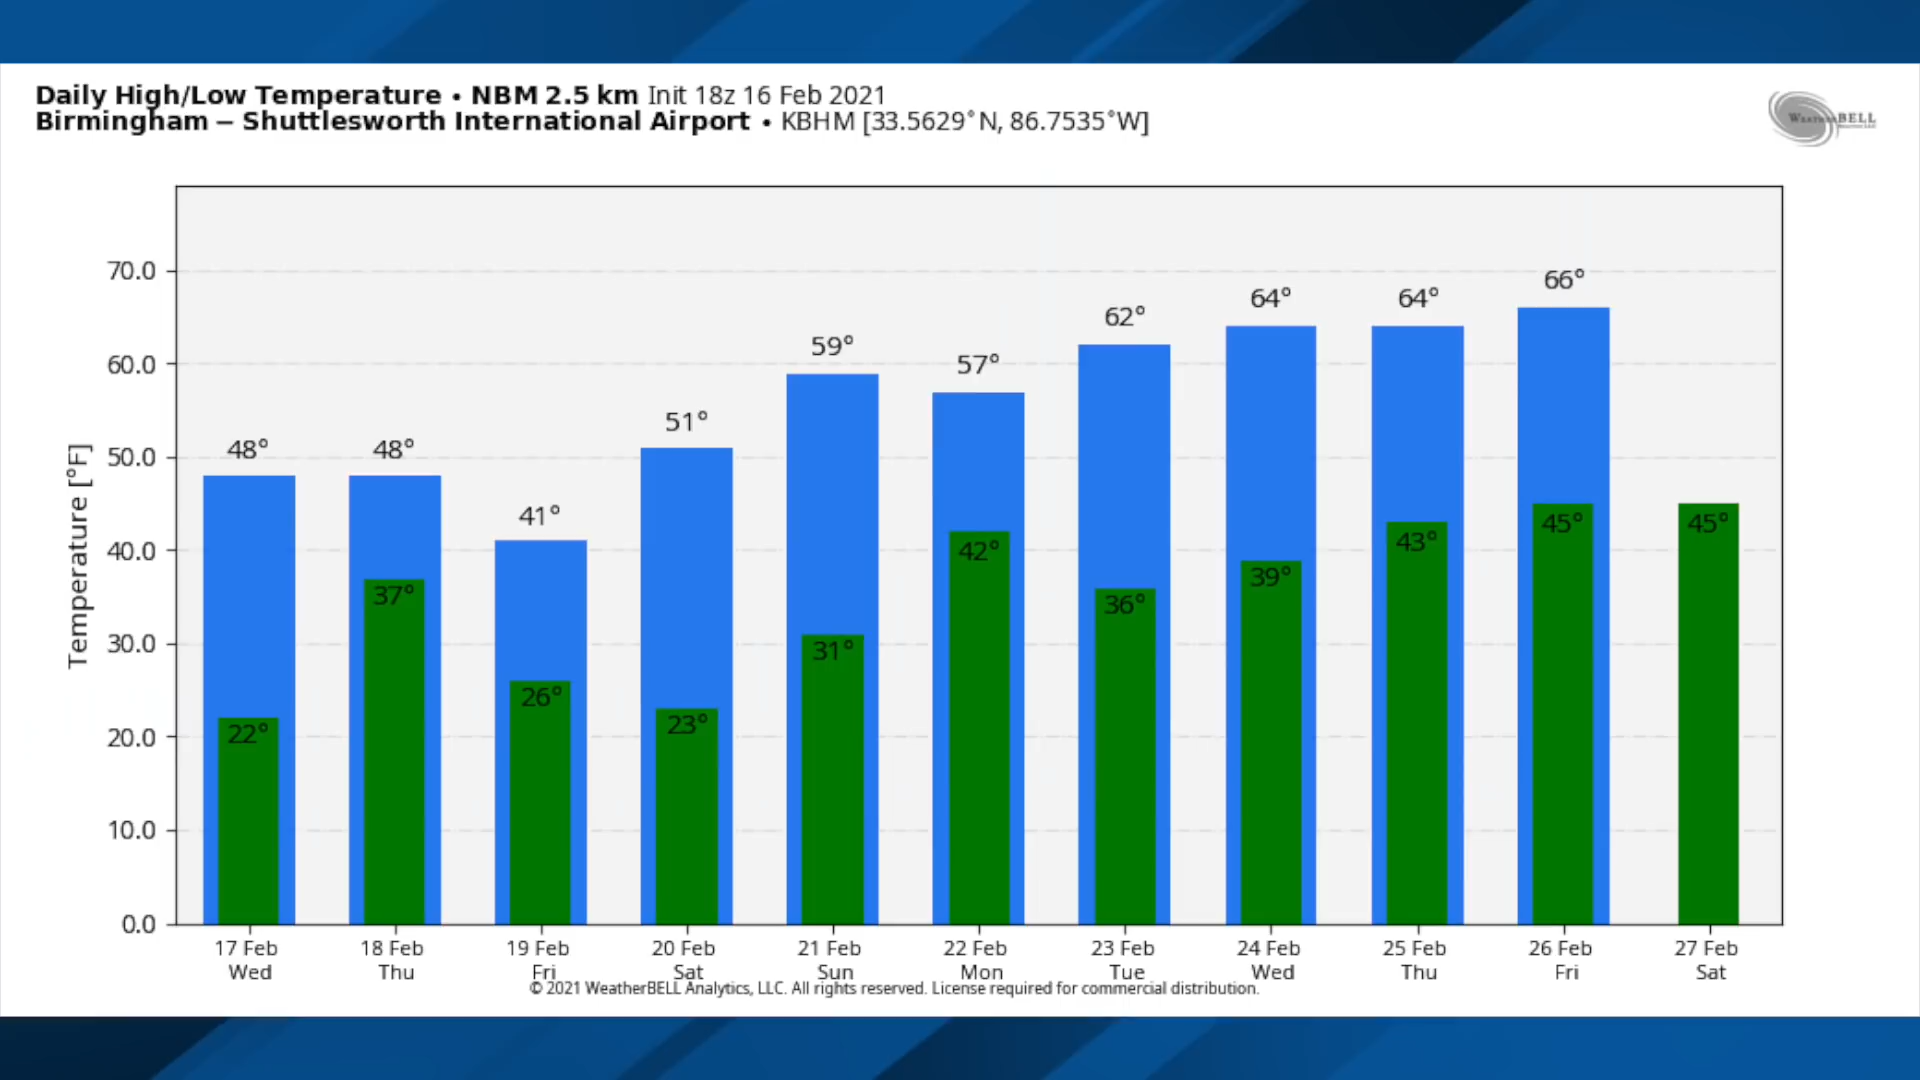 Daily High/Low Temperature • NBM 2.5 km Init 18z 16 Feb 2021
Birmingham – Shuttlesworth International Airport • KBHM [33.5629°N, 86.7535°W]
WEATHERBELL
Temperature [°F]
70.0
60.0
50.0
40.0
30.0
20.0
10.0
0.0
48° 48° 41° 51° 59° 57° 62° 64° 64° 66°
22° 37° 26° 23° 31° 42° 36° 39° 43° 45° 45°
17 Feb 18 Feb 19 Feb 20 Feb 21 Feb 22 Feb 23 Feb 24 Feb 25 Feb 26 Feb 27 Feb
Wed Thu Fri Sat Sun Mon Tue Wed Thu Fri Sat
© 2021 WeatherBELL Analytics, LLC. All rights reserved. License required for commercial distribution.